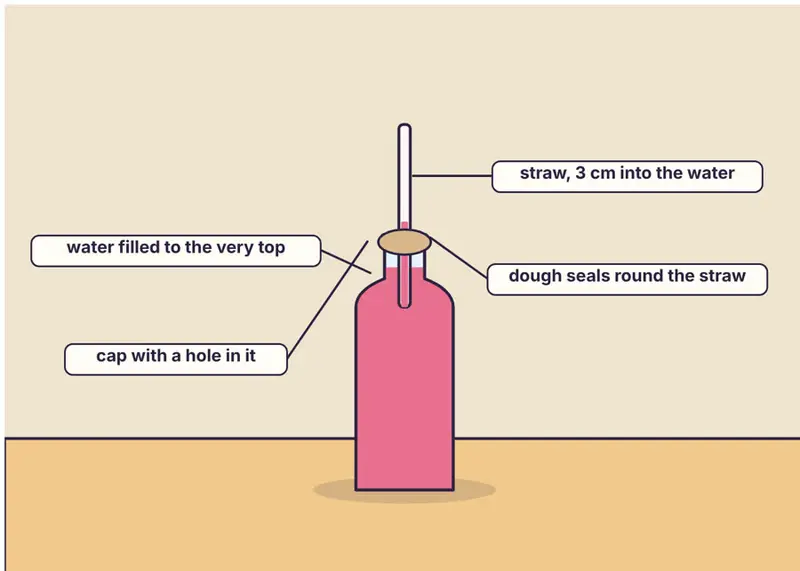 straw, 3 cm into the water
water filled to the very top
dough seals round the straw
cap with a hole in it